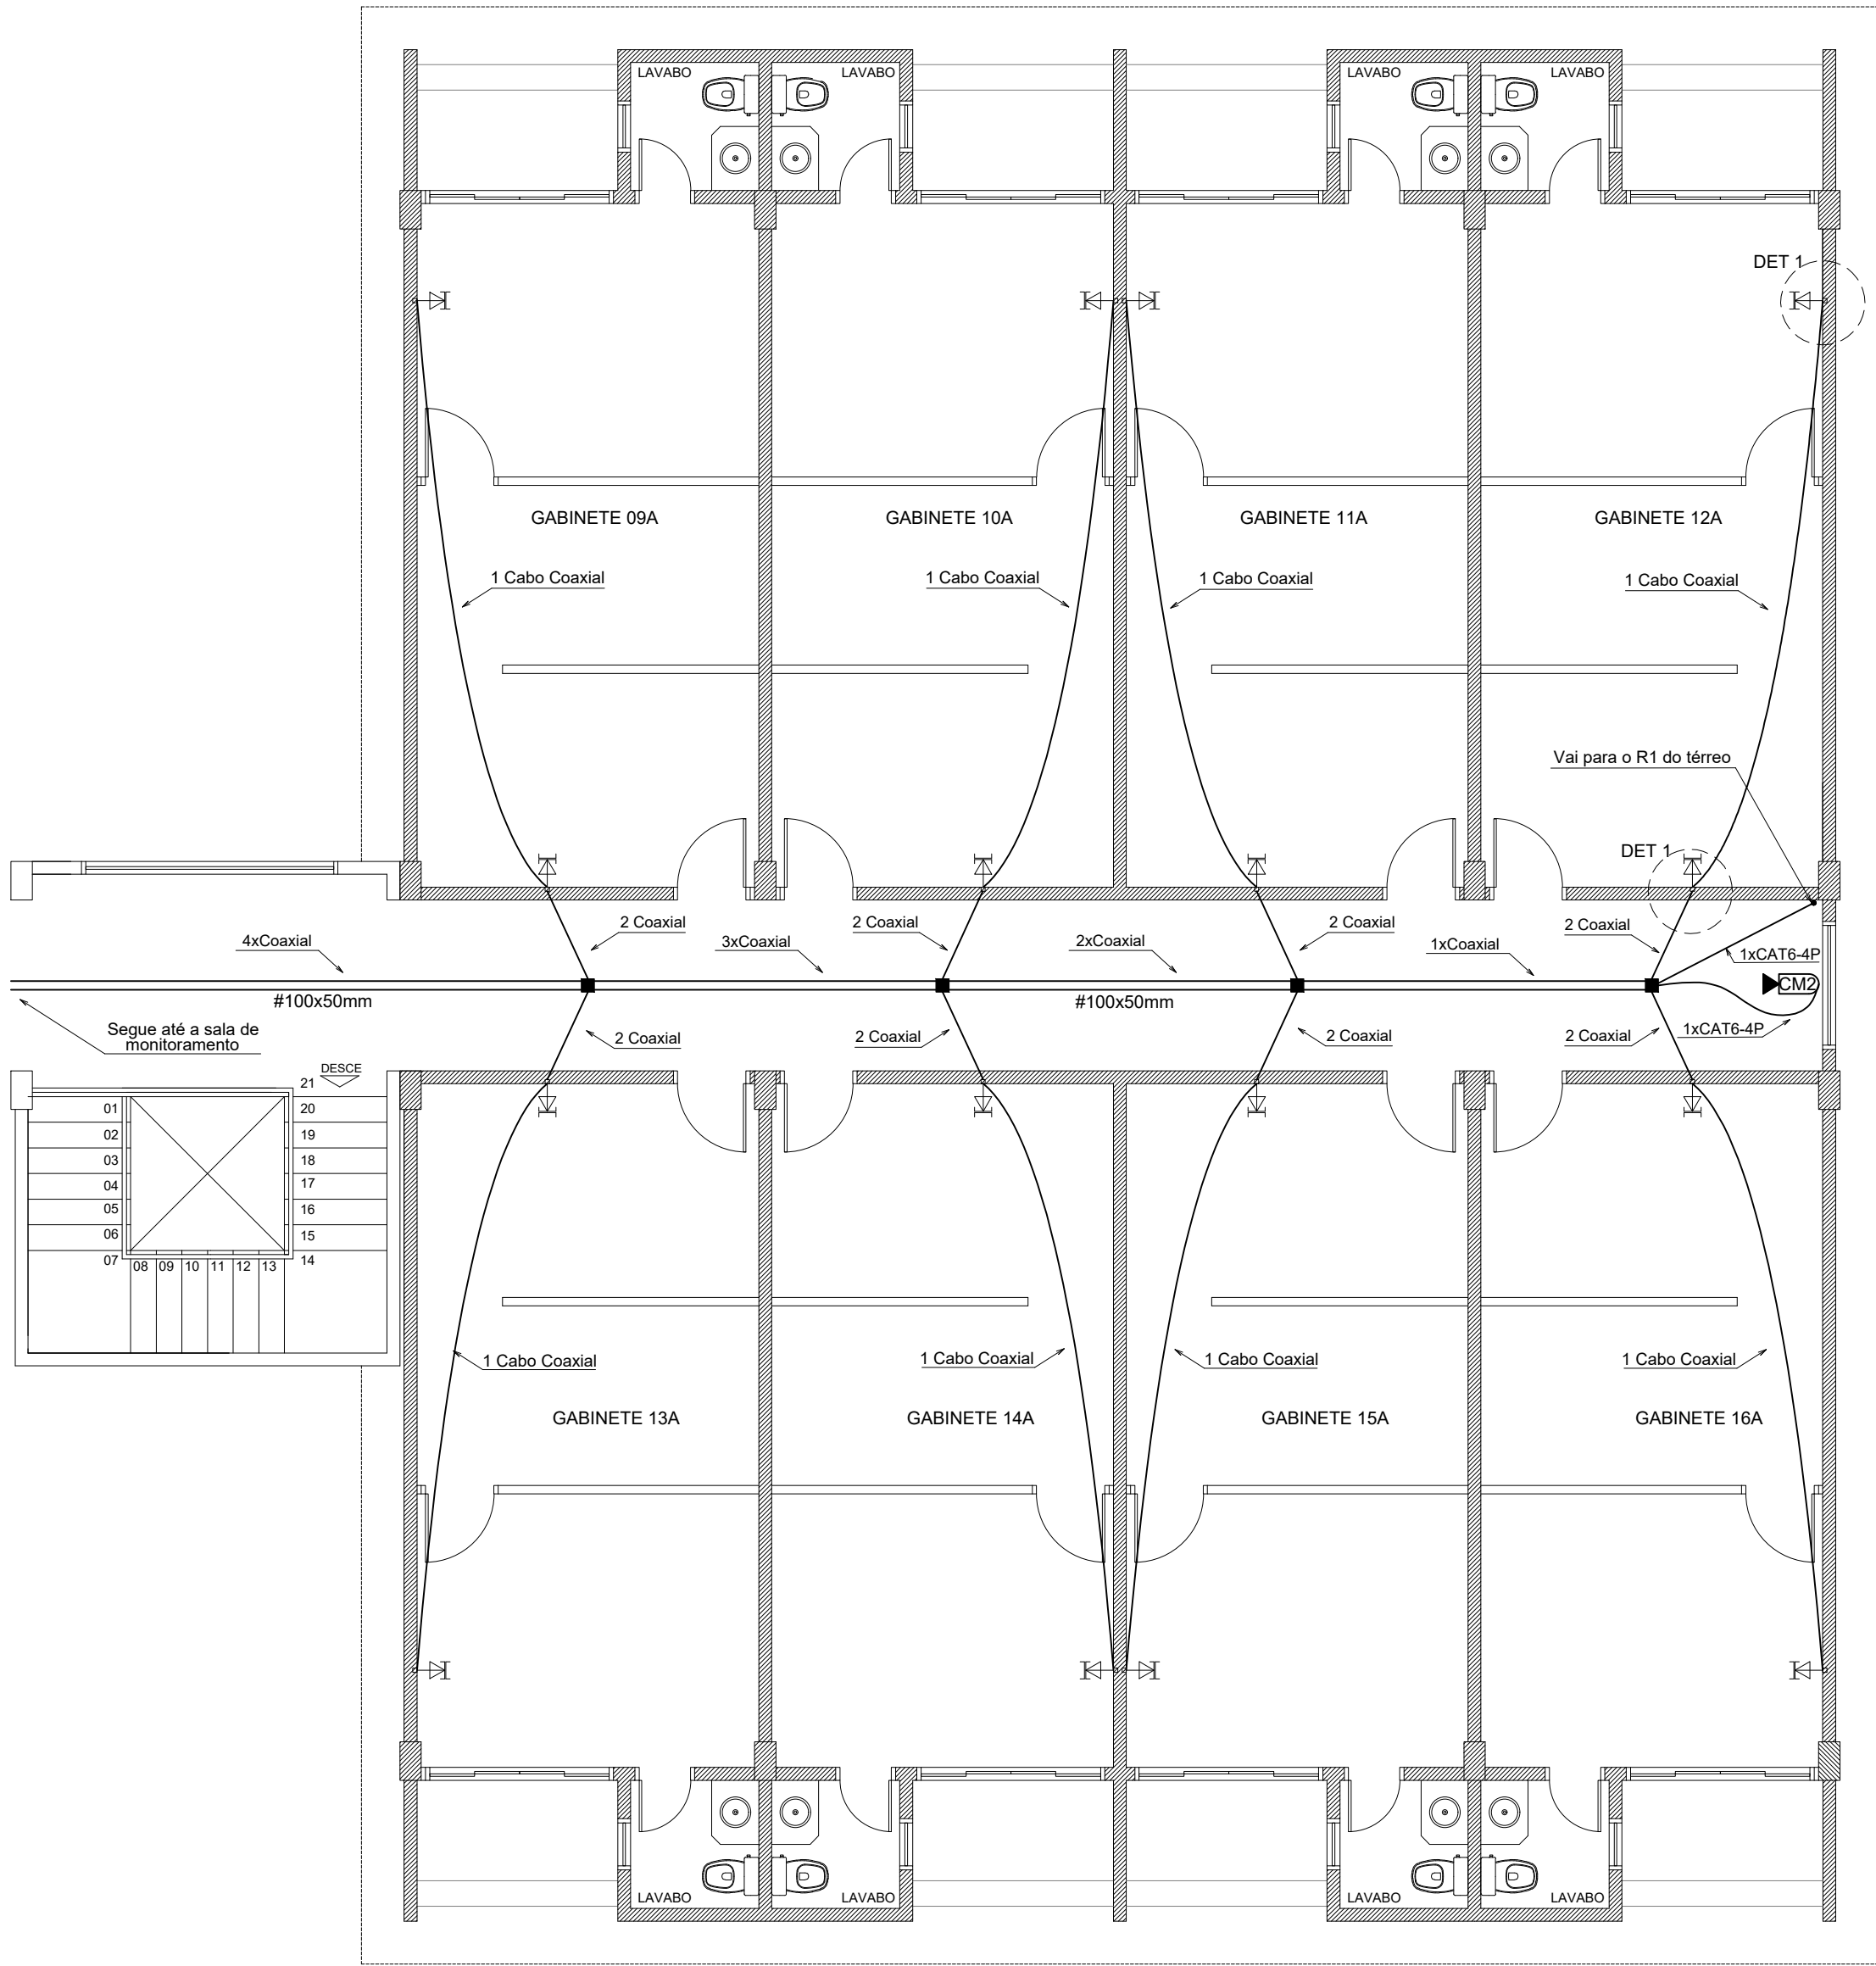 LAVABO
LAVABO
LAVABO
LAVABO
DET 1
GABINETE 09A
GABINETE 10A
GABINETE 11A
GABINETE 12A
1 Cabo Coaxial
1 Cabo Coaxial
1 Cabo Coaxial
1 Cabo Coaxial
Vai para o R1 do térreo
DET 1
2 Coaxial
2 Coaxial
2 Coaxial
2 Coaxial
4xCoaxial
3xCoaxial
2xCoaxial
1xCoaxial
1xCAT6-4P
CM2
#100x50mm
#100x50mm
Segue até a sala de
monitoramento
2 Coaxial
2 Coaxial
2 Coaxial
2 Coaxial
1xCAT6-4P
DESCE
21
01
20
02
19
03
18
04
17
05
16
06
15
07
08
09
10
11
12
13
14
1 Cabo Coaxial
1 Cabo Coaxial
1 Cabo Coaxial
1 Cabo Coaxial
GABINETE 13A
GABINETE 14A
GABINETE 15A
GABINETE 16A
LAVABO
LAVABO
LAVABO
LAVABO